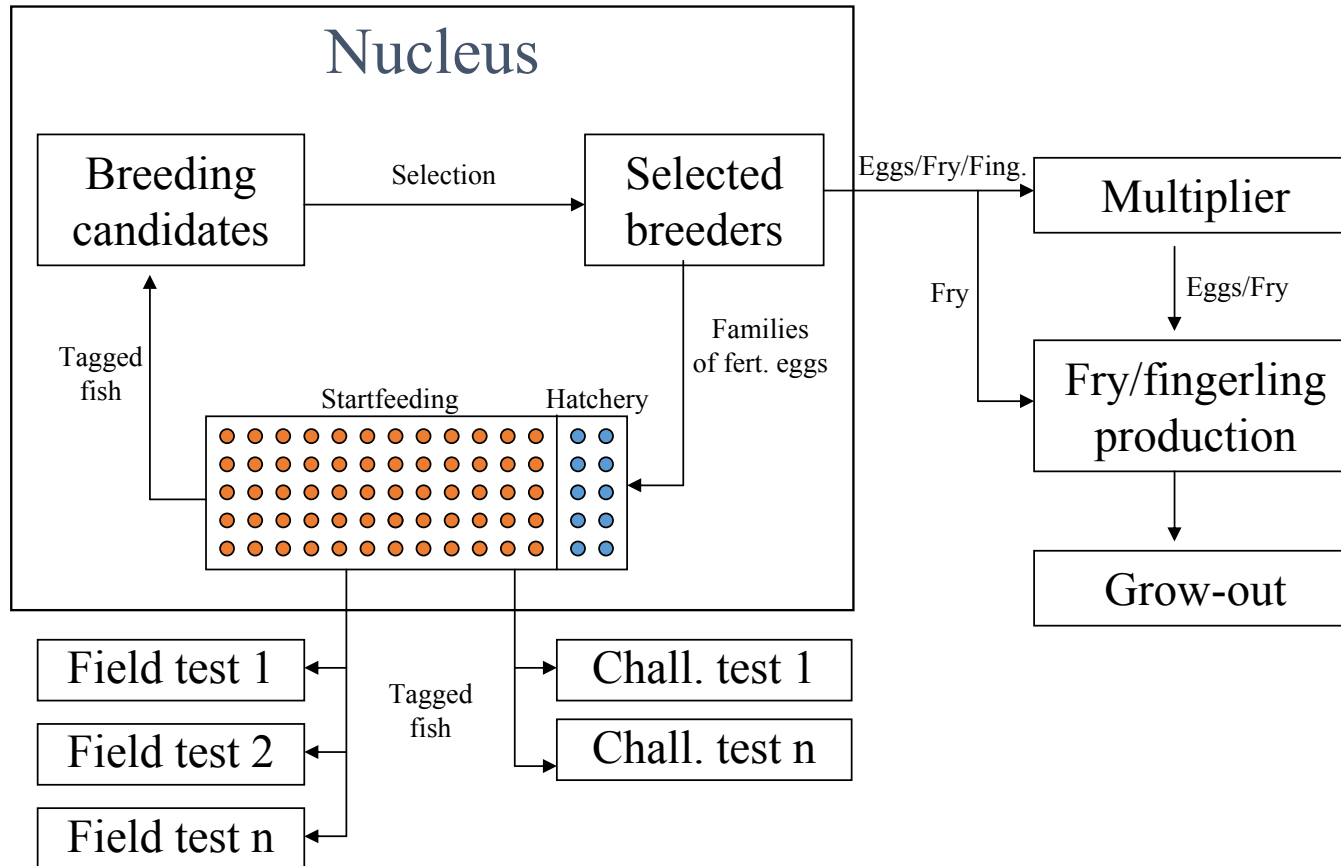 Nucleus
Breeding
candidates
Selection
Selected
breeders
Eggs/Fry/Fing.
Multiplier
Fry
Eggs/Fry
Tagged
fish
Families
of fert. eggs
Startfeeding
Hatchery
Fry/fingerling
production
Grow-out
Field test 1
Field test 2
Field test n
Tagged
fish
Chall. test 1
Chall. test n